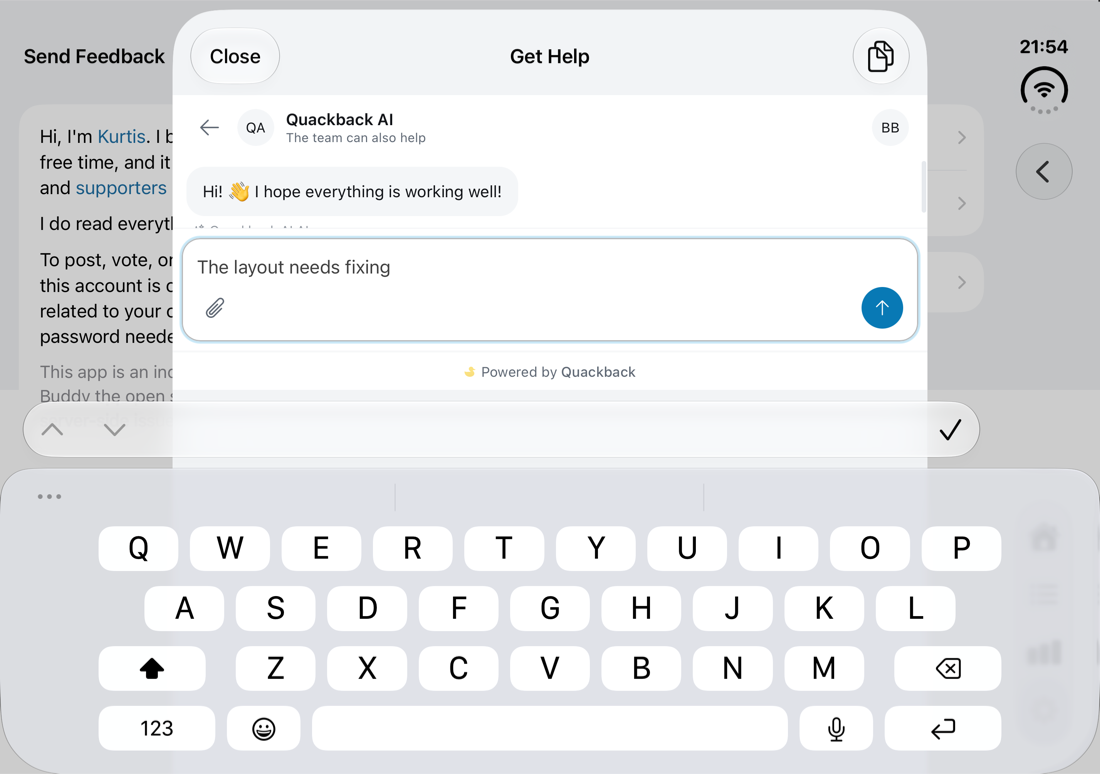 Send Feedback
Close
Get Help
21:54
Hi, I'm Kurtis. I
free time, and it
and supporters
I do read
To post, vote, or
this account is
related to your
password
This app is an
Buddy the open
QA
Quackback AI
The team can also help
BB
Hi! 👋 I hope everything is working well!
The layout needs fixing
Powered by Quackback
Q W E R T Y U I O P
A S D F G H J K L
Z X C V B N M
123